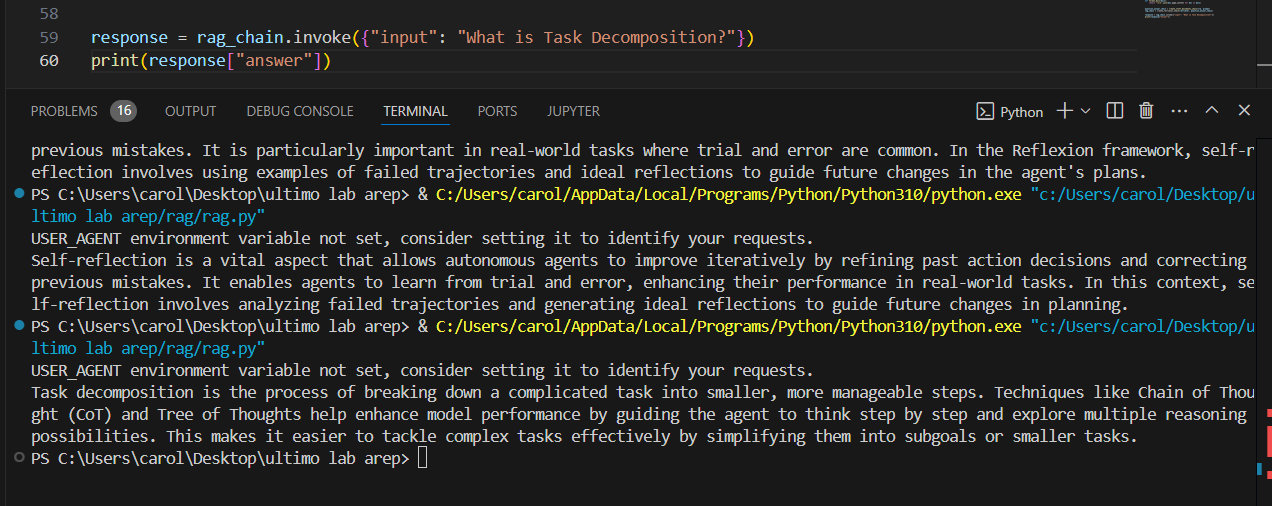 58
59 response = rag_chain.invoke({"input": "What is Task Decomposition?"})
60 print(response["answer"])
PROBLEMS 16 OUTPUT DEBUG CONSOLE TERMINAL PORTS JUPYTER Python
previous mistakes. It is particularly important in real-world tasks where trial and error are common. In the Reflexion framework, self-r
eflection involves using examples of failed trajectories and ideal reflections to guide future changes in the agent's plans.
PS C:\Users\carol\Desktop\ultimo lab arep> & C:/Users/carol/AppData/Local/Programs/Python/Python310/python.exe "c:/Users/carol/Desktop/u
ltimo lab arep/rag/rag.py"
USER_AGENT environment variable not set, consider setting it to identify your requests.
Self-reflection is a vital aspect that allows autonomous agents to improve iteratively by refining past action decisions and correcting
previous mistakes. It enables agents to learn from trial and error, enhancing their performance in real-world tasks. In this context, se
lf-reflection involves analyzing failed trajectories and generating ideal reflections to guide future changes in planning.
PS C:\Users\carol\Desktop\ultimo lab arep> & C:/Users/carol/AppData/Local/Programs/Python/Python310/python.exe "c:/Users/carol/Desktop/u
ltimo lab arep/rag/rag.py"
USER_AGENT environment variable not set, consider setting it to identify your requests.
Task decomposition is the process of breaking down a complicated task into smaller, more manageable steps. Techniques like Chain of Thou
ght (CoT) and Tree of Thoughts help enhance model performance by guiding the agent to think step by step and explore multiple reasoning
possibilities. This makes it easier to tackle complex tasks effectively by simplifying them into subgoals or smaller tasks.
PS C:\Users\carol\Desktop\ultimo lab arep>